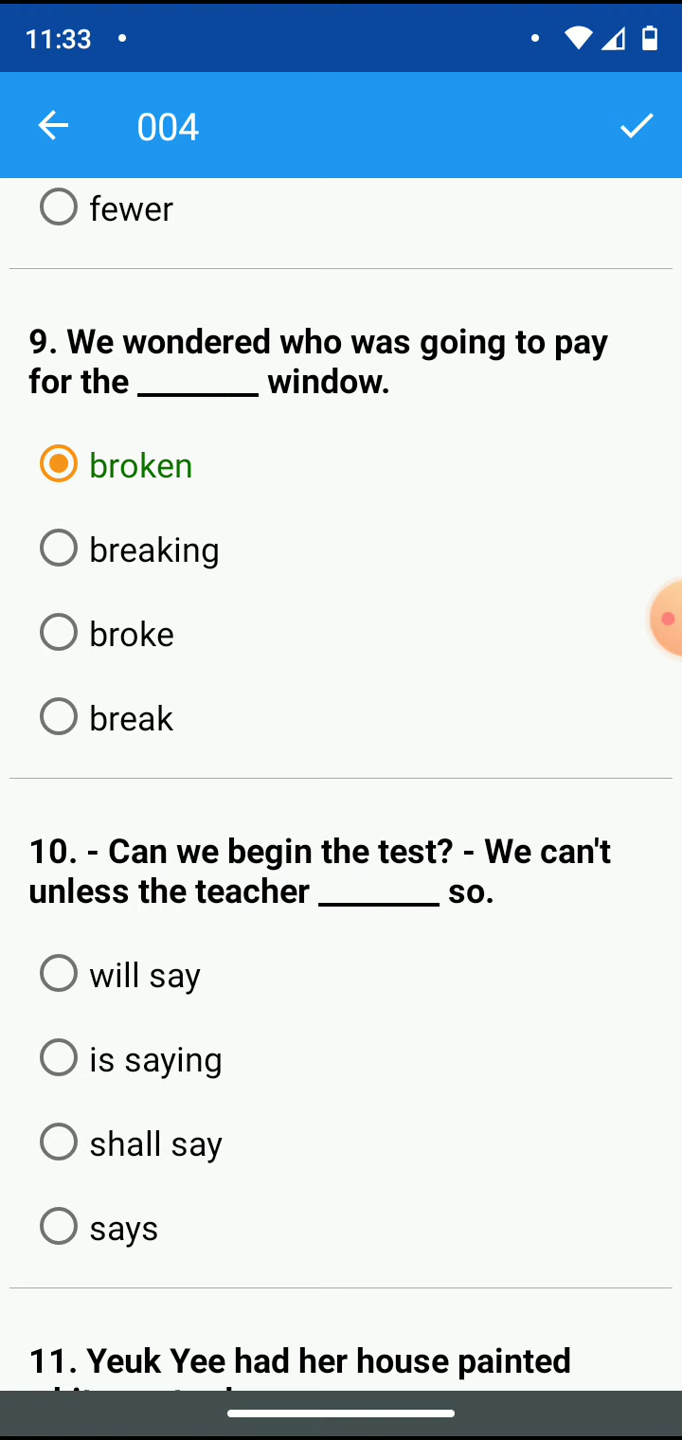 11:33
004
fewer
9. We wondered who was going to pay
for the _______ window.
broken
breaking
broke
break
10. - Can we begin the test? - We can't
unless the teacher _______ so.
will say
is saying
shall say
says
11. Yeuk Yee had her house painted